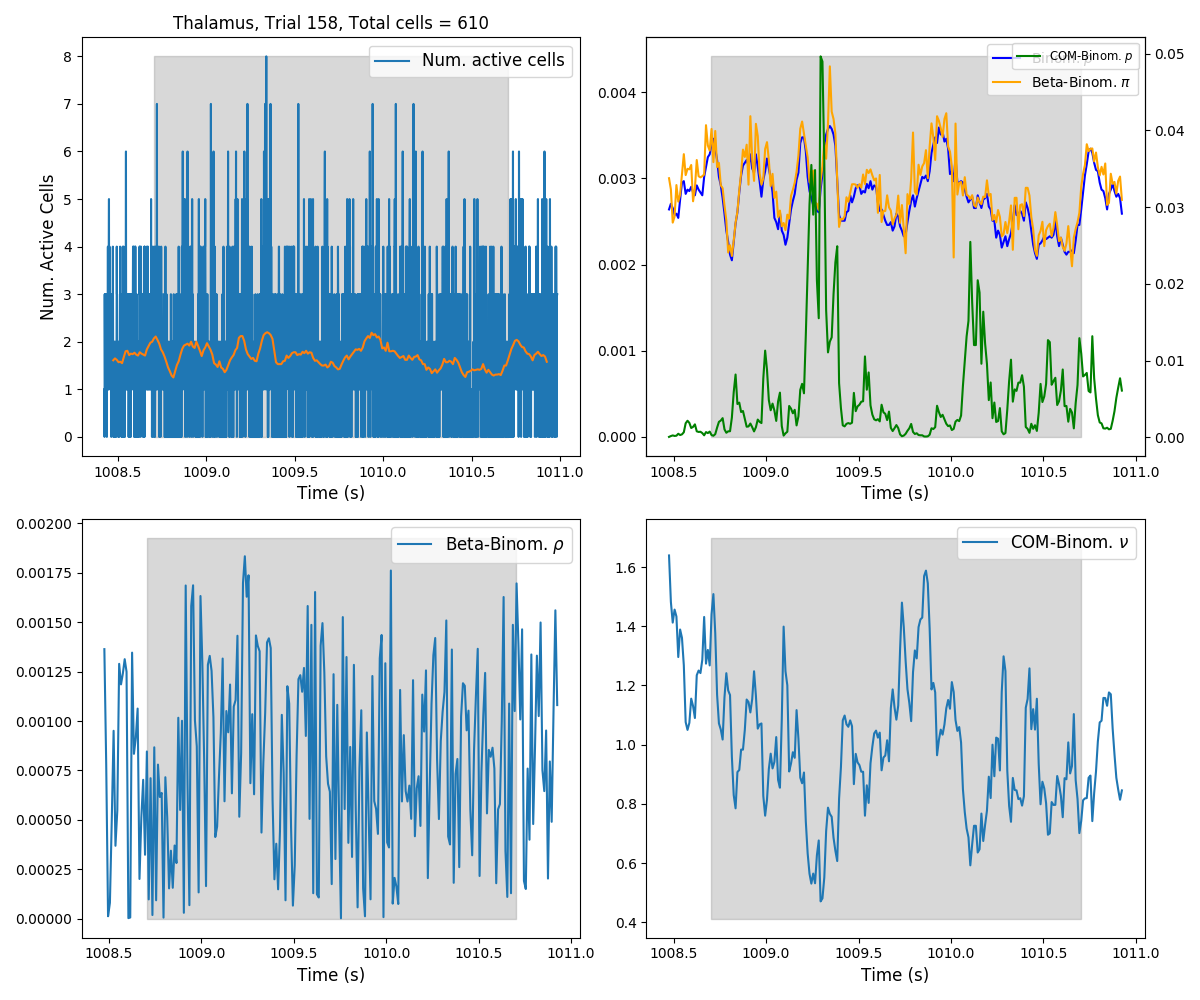 Thalamus, Trial 158, Total cells = 610
Num. Active Cells
8
7
6
5
4
3
2
1
0
Num. active cells
1008.5 1009.0 1009.5 1010.0 1010.5 1011.0
Time (s)
0.004
0.003
0.002
0.001
0.000
COM-Binom. p
Beta-Binom. π
0.05
0.04
0.03
0.02
0.01
0.00
1008.5 1009.0 1009.5 1010.0 1010.5 1011.0
Time (s)
0.00200
0.00175
0.00150
0.00125
0.00100
0.00075
0.00050
0.00025
0.00000
Beta-Binom. ρ
1008.5 1009.0 1009.5 1010.0 1010.5 1011.0
Time (s)
1.6
1.4
1.2
1.0
0.8
0.6
0.4
COM-Binom. ν
1008.5 1009.0 1009.5 1010.0 1010.5 1011.0
Time (s)